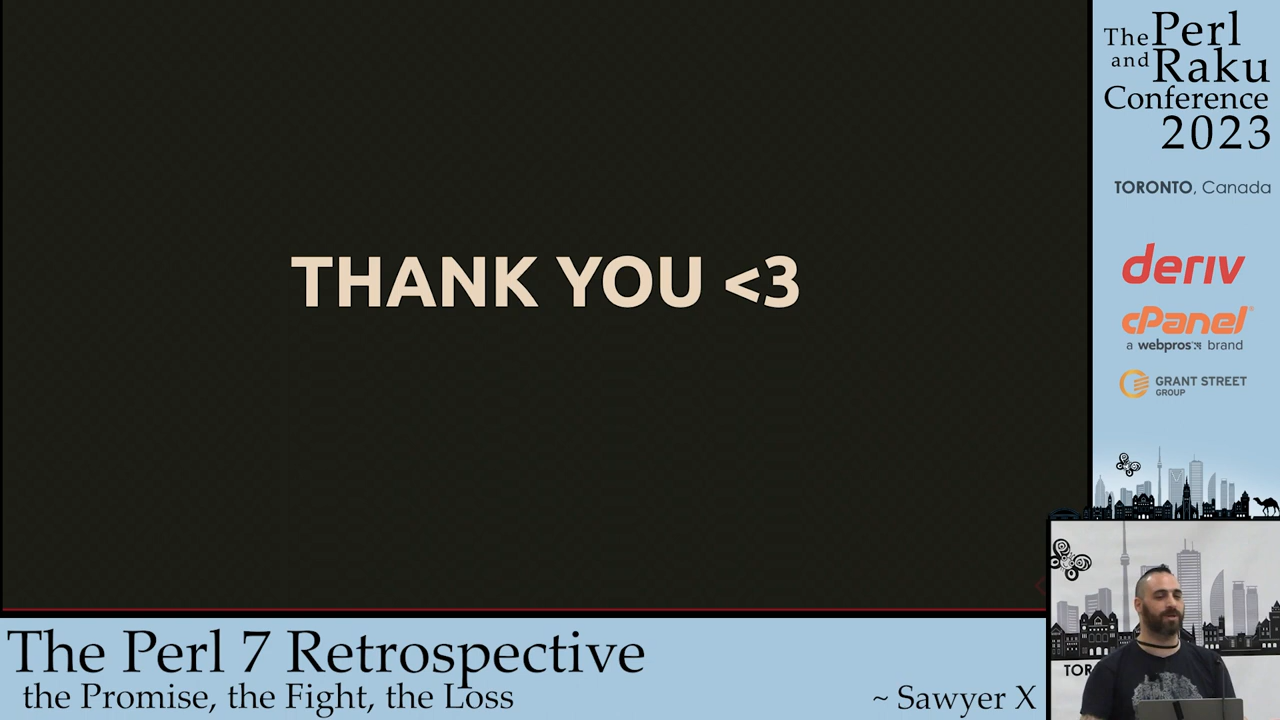 THANK YOU <3
The Perl
and Raku
Conference
2023
TORONTO, Canada
deriv
cPanel®
a webpros brand
GRANT STREET
GROUP
TOR
The Perl 7 Retrospective
the Promise, the Fight, the Loss
~ Sawyer X